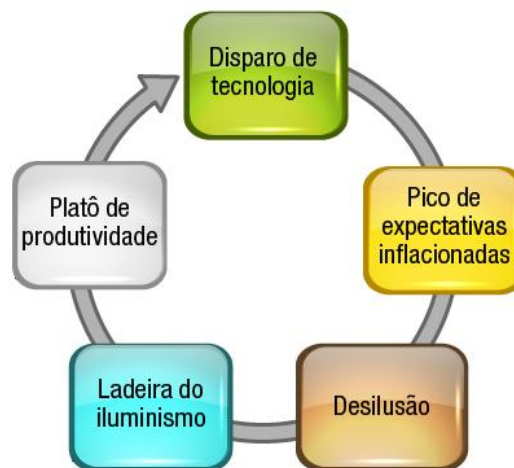 Disparo de
tecnologia
Pico de
expectativas
inflacionadas
Desilusão
Ladeira do
iluminismo
Platô de
produtividade